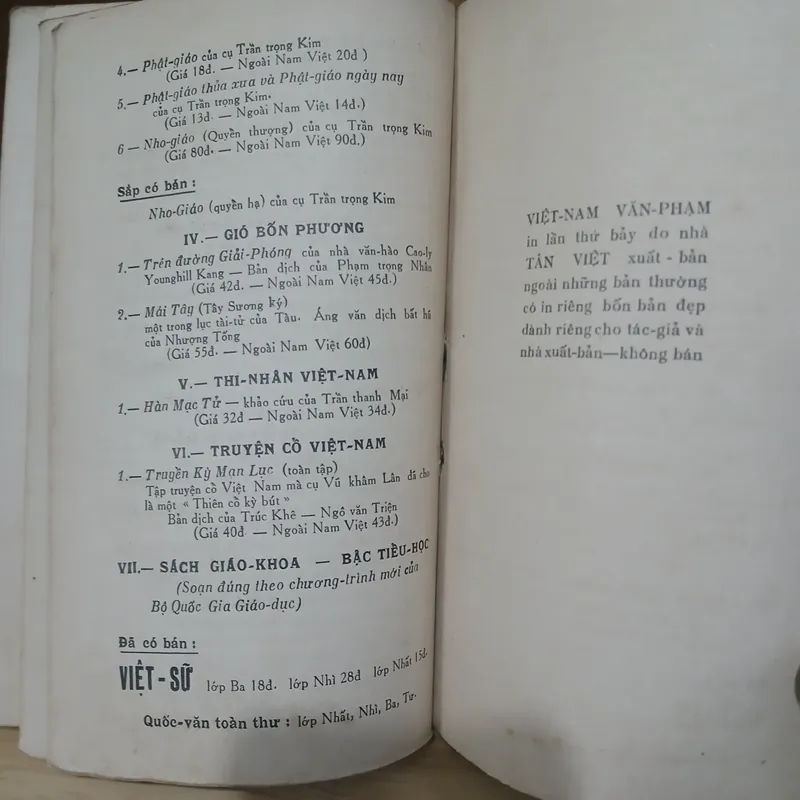 4.— Phật-giáo của cụ Trần trọng Kim
(Giá 18đ. — Ngoài Nam Việt 20đ )
5.— Phật-giáo thủa xưa và Phật-giáo ngày nay
của cụ Trần trọng Kim.
(Giá 13đ. — Ngoài Nam Việt 14đ.)
6 — Nho-giáo (Quyền thượng) của cụ Trần trọng Kim
(Giá 80đ. — Ngoài Nam Việt 90đ.)
Sắp có bán :
Nho-Giáo (quyền hạ) của cụ Trần trọng Kim
IV.— GIÓ BỐN PHƯƠNG
1.— Trên đường Giải-Phóng của nhà văn-hào Cao-ly
Younghill Kang — Bản dịch của Phạm trọng Nhân
(Giá 42đ. — Ngoài Nam Việt 45đ.)
2.— Mái Tây (Tây Sương ký)
một trong lục tài-tử của Tàu. Áng văn dịch bất hủ
của Nhượng Tống
(Giá 55đ. — Ngoài Nam Việt 60đ)
V.— THI-NHÂN VIỆT-NAM
1.— Hàn Mạc Tử — khảo cứu của Trần thanh Mại
(Giá 32đ — Ngoài Nam Việt 34đ.)
VI.— TRUYỆN CỒ VIỆT-NAM
1.— Truyền Kỳ Mạn Lục (toàn tập)
Tập truyện cồ Việt Nam mà cụ Vũ khâm Lân đã cho
là một « Thiên cồ kỳ bút »
Bản dịch của Trúc Khê — Ngô văn Triện
(Giá 40đ. — Ngoài Nam Việt 43đ.)
VII.— SÁCH GIÁO-KHOA — BẬC TIỀU-HỌC
(Soạn đúng theo chương-trình mới của
Bộ Quốc Gia Giáo-dục)
Đã có bán :
VIỆT-SỮ lớp Ba 18đ. lớp Nhì 28đ lớp Nhất 15đ.
Quốc-văn toàn thư : lớp Nhất, Nhì, Ba, Tư.
VIỆT-NAM VĂN-PHẠM
in lần thứ bảy do nhà
TÂN VIỆT xuất-bản
ngoài những bản thường
có in riêng bốn bản đẹp
dành riêng cho tác-giả và
nhà xuất-bản—không bán